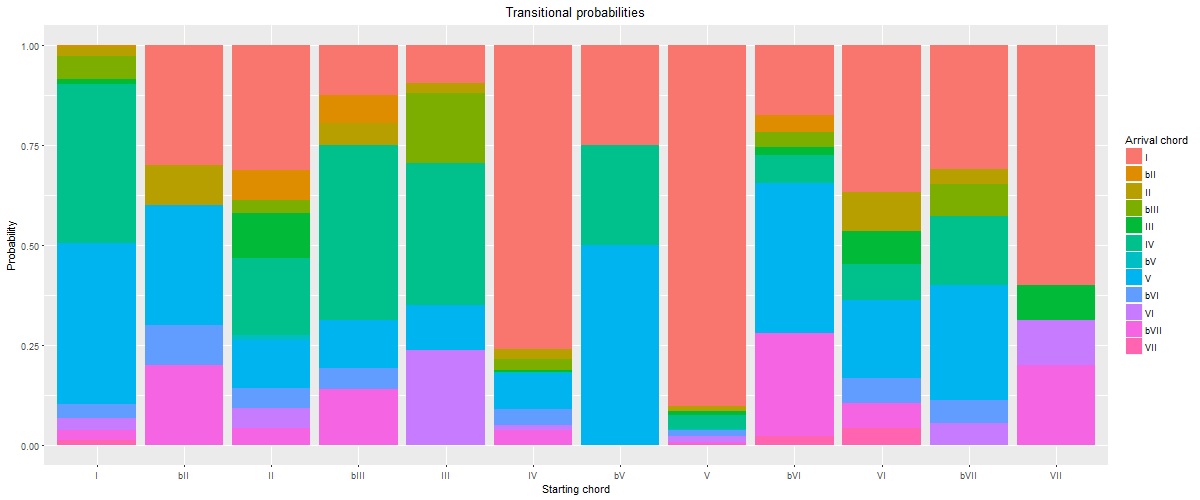 Transitional probabilities
Probability
1.00
0.75
0.50
0.25
0.00
I bII II bIII III IV bV V bVI VI bVII VII
Starting chord
Arrival chord
I
bII
II
bIII
III
IV
bV
V
bVI
VI
bVII
VII